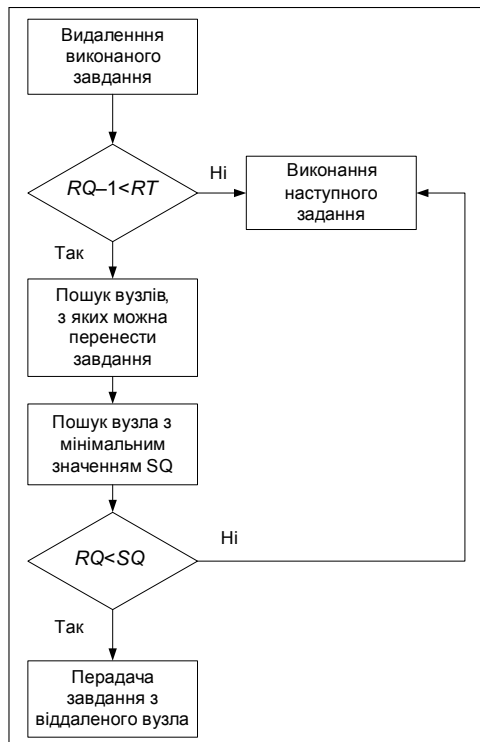 Видаленння
виконаного
завдання
RQ–1<RT
Ні
Виконання
наступного
задання
Так
Пошук вузлів,
з яких можна
перенести
завдання
Пошук вузла з
мінімальним
значенням SQ
RQ<SQ
Ні
Так
Перадача
завдання з
віддаленого вузла